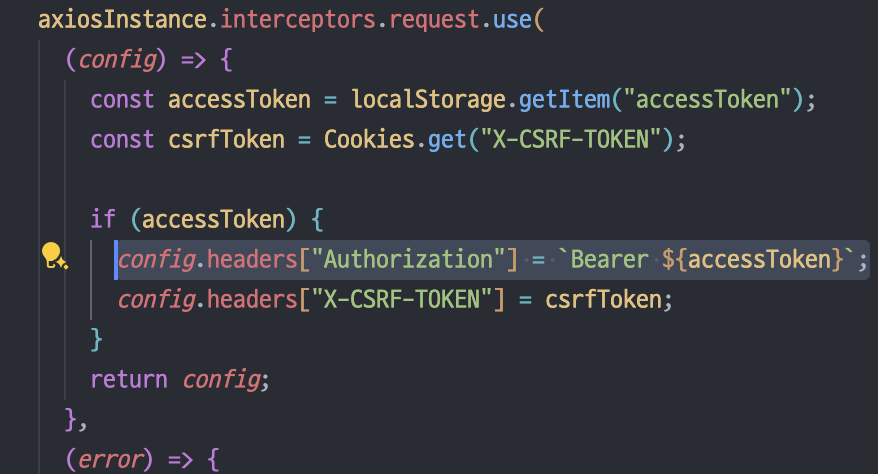 axiosInstance.interceptors.request.use(
(config) => {
const accessToken = localStorage.getItem("accessToken");
const csrfToken = Cookies.get("X-CSRF-TOKEN");
if (accessToken) {
config.headers["Authorization"] = `Bearer ${accessToken}`;
config.headers["X-CSRF-TOKEN"] = csrfToken;
}
return config;
},
(error) => {